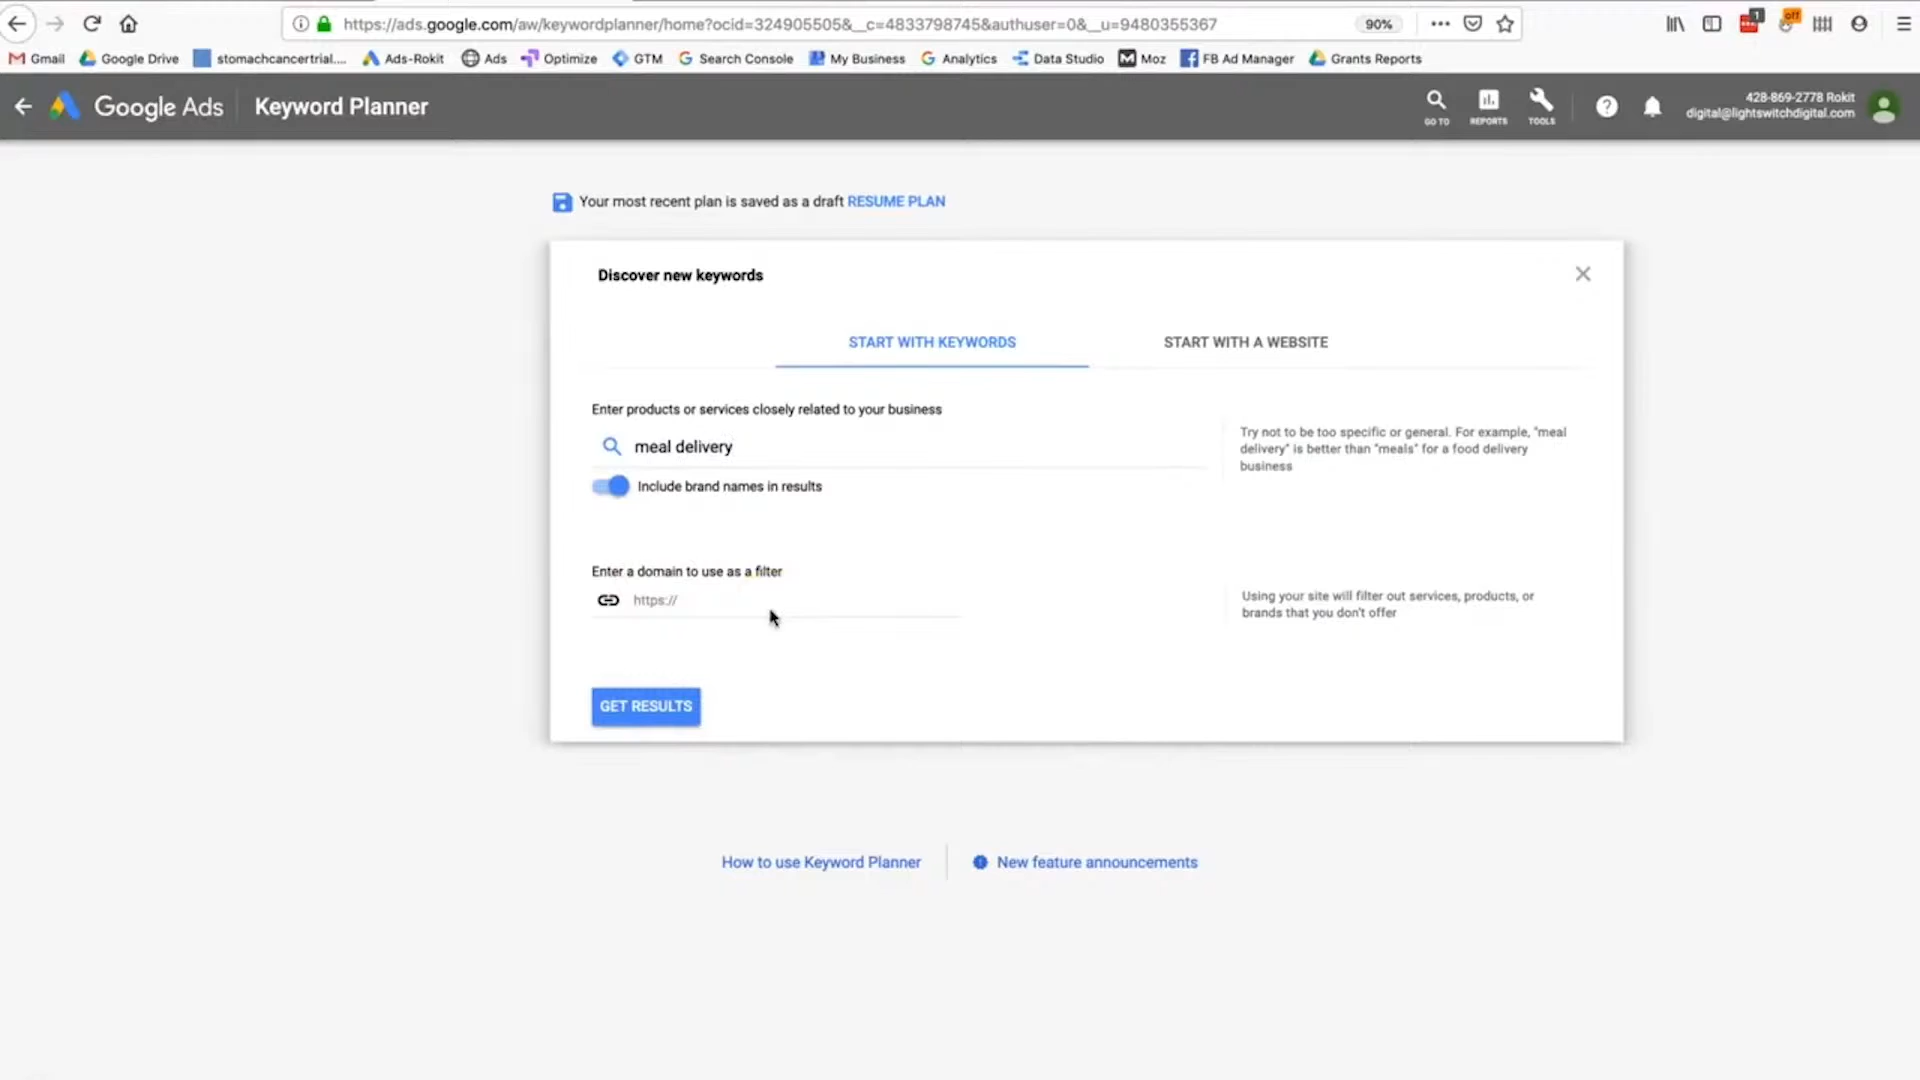 https://ads.google.com/aw/keywordplanner/home?ocid=324905505&__c=4833798745&authuser=0&__u=9480355367
90%
1
off
Gmail
Google Drive
stomachcancertrial....
Ads-Rokit
Ads
Optimize
GTM
Search Console
My Business
Analytics
Data Studio
Moz
FB Ad Manager
Grants Reports
Google Ads
Keyword Planner
GO TO
REPORTS
TOOLS
428-869-2778 Rokit
digital@lightswitchdigital.com
Your most recent plan is saved as a draft RESUME PLAN
Discover new keywords
START WITH KEYWORDS
START WITH A WEBSITE
Enter products or services closely related to your business
meal delivery
Include brand names in results
Try not to be too specific or general. For example, "meal
delivery" is better than "meals" for a food delivery
business
Enter a domain to use as a filter
https://
Using your site will filter out services, products, or
brands that you don't offer
GET RESULTS
How to use Keyword Planner
New feature announcements